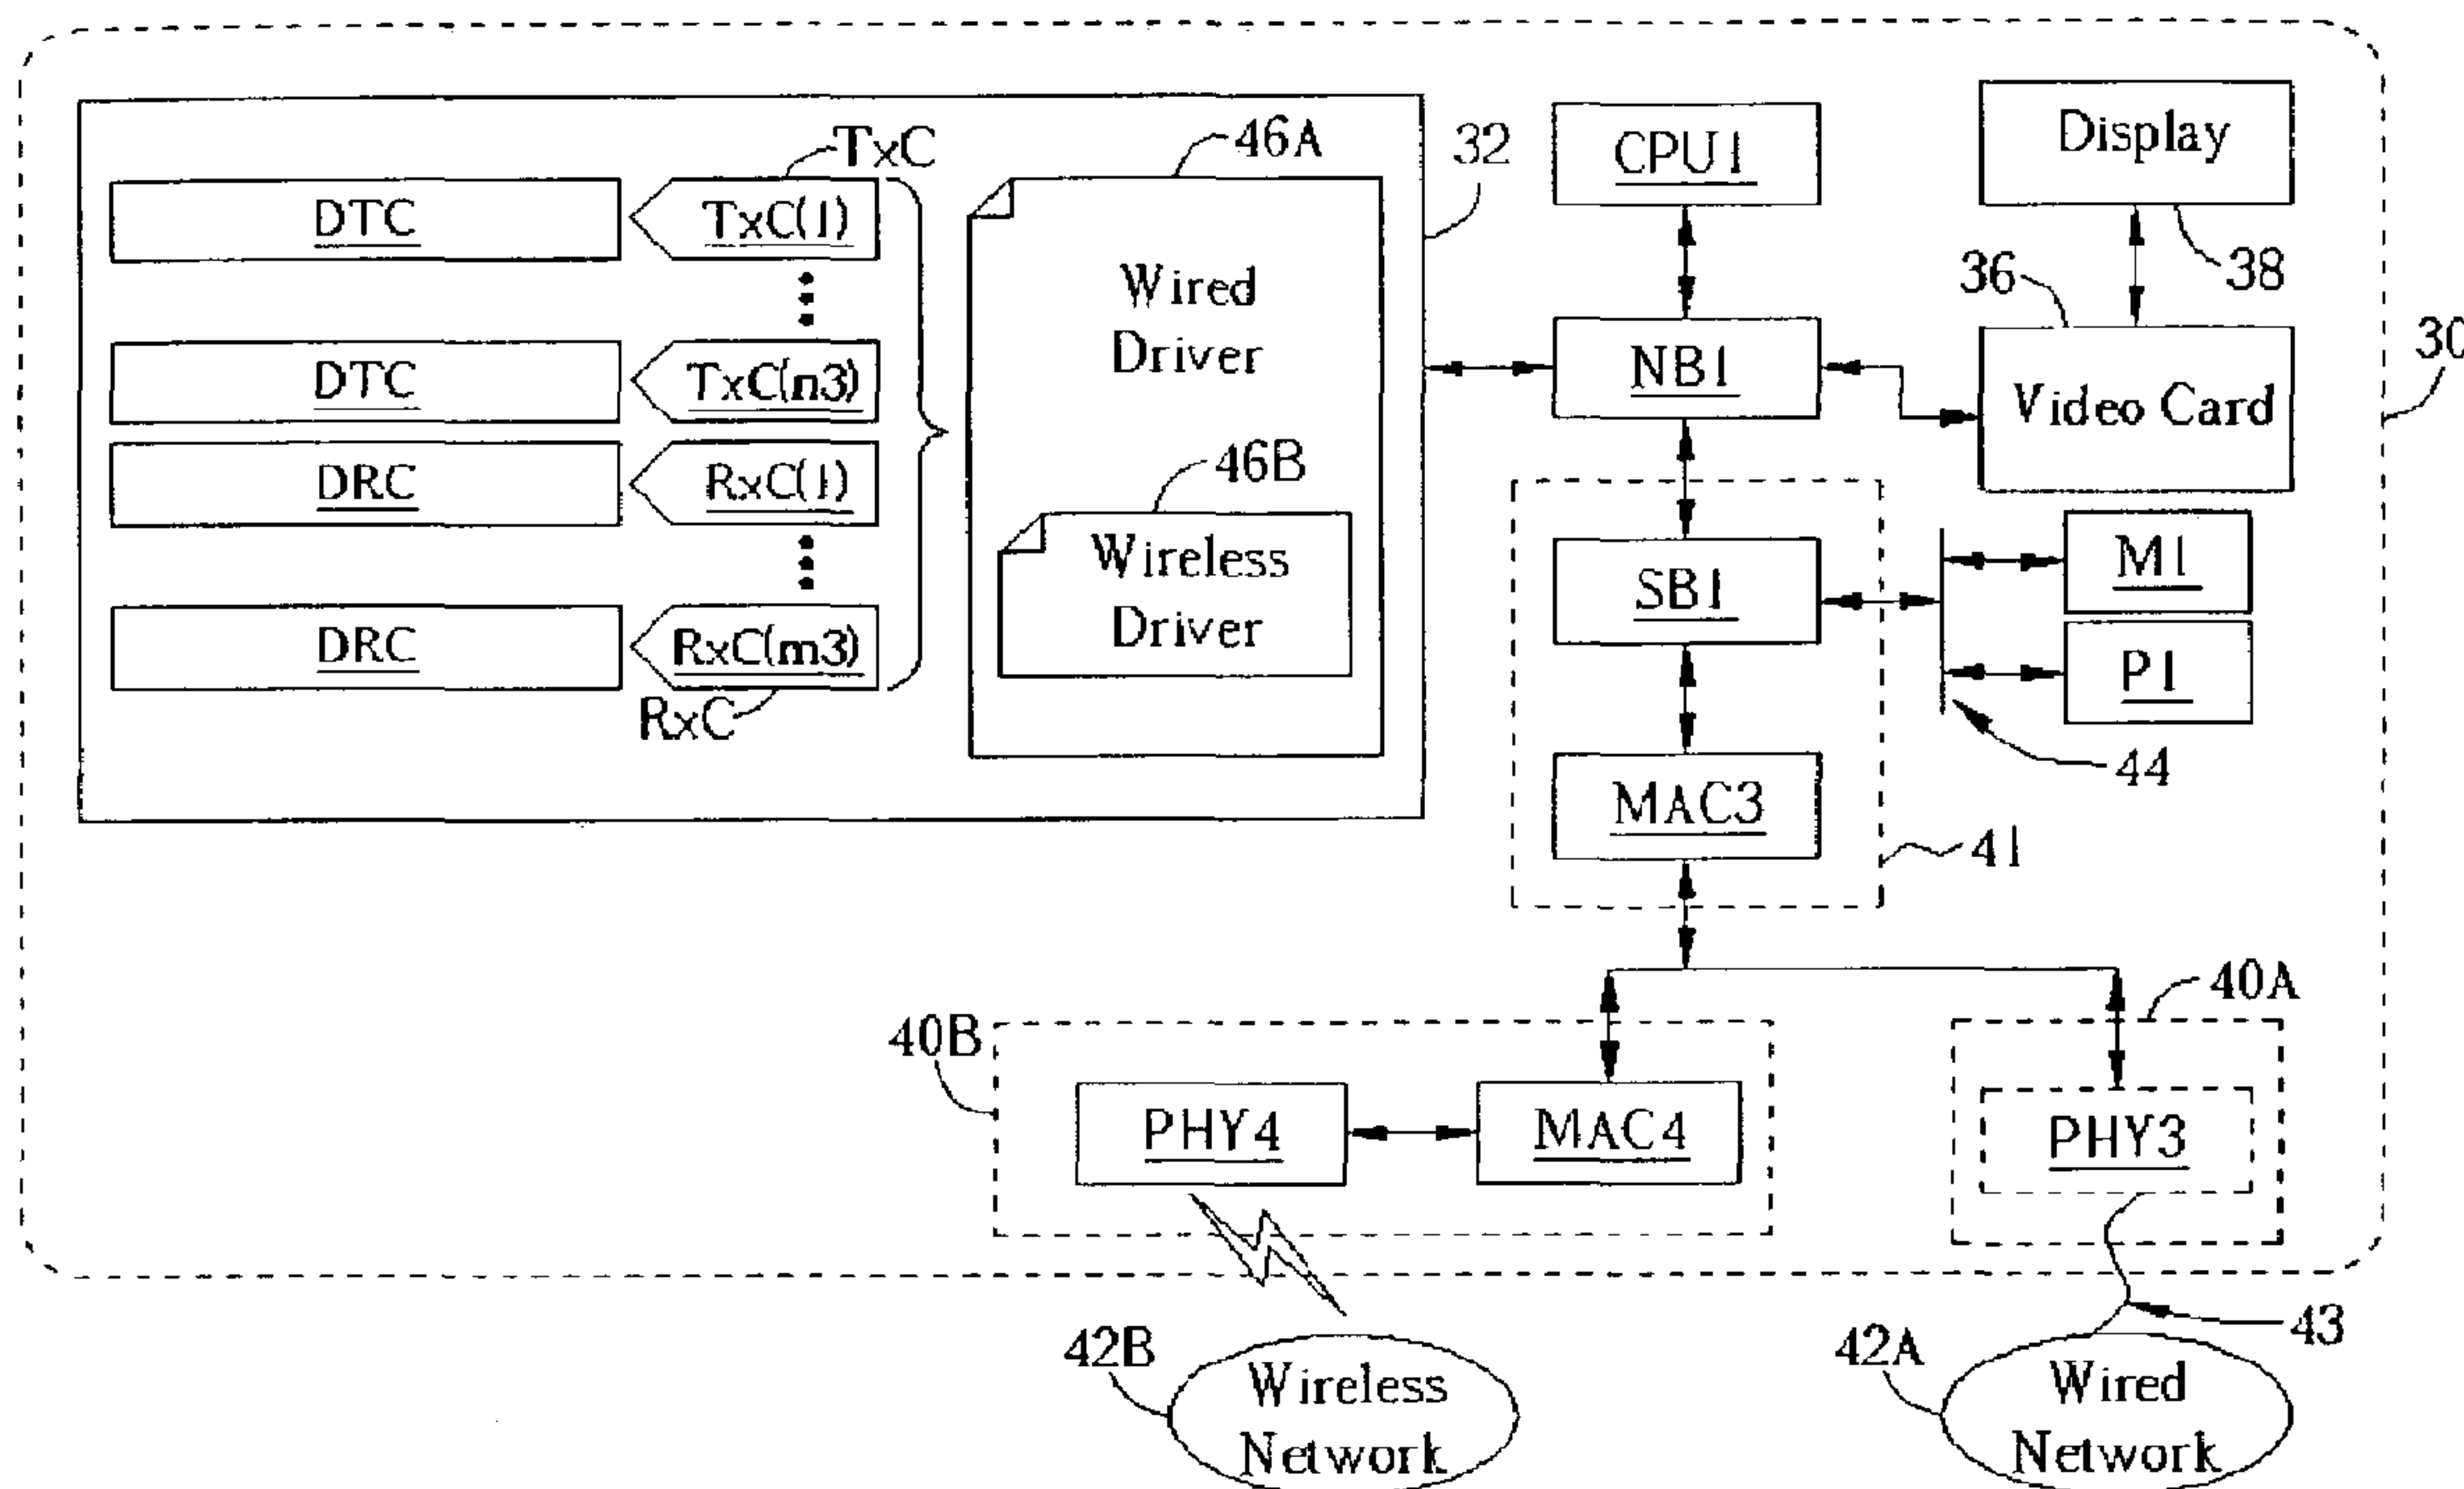 TxC
46A
32
CPU1
Display
DTC
TxC(1)
Wired
Driver
36
38
DTC
TxC(n3)
NB1
Video Card
30
DRC
RxC(1)
46B
Wireless
Driver
SB1
M1
DRC
RxC(m3)
P1
RxC
MAC3
44
41
40B
40A
PHY4
MAC4
PHY3
42B
Wireless
Network
42A
Wired
Network
43